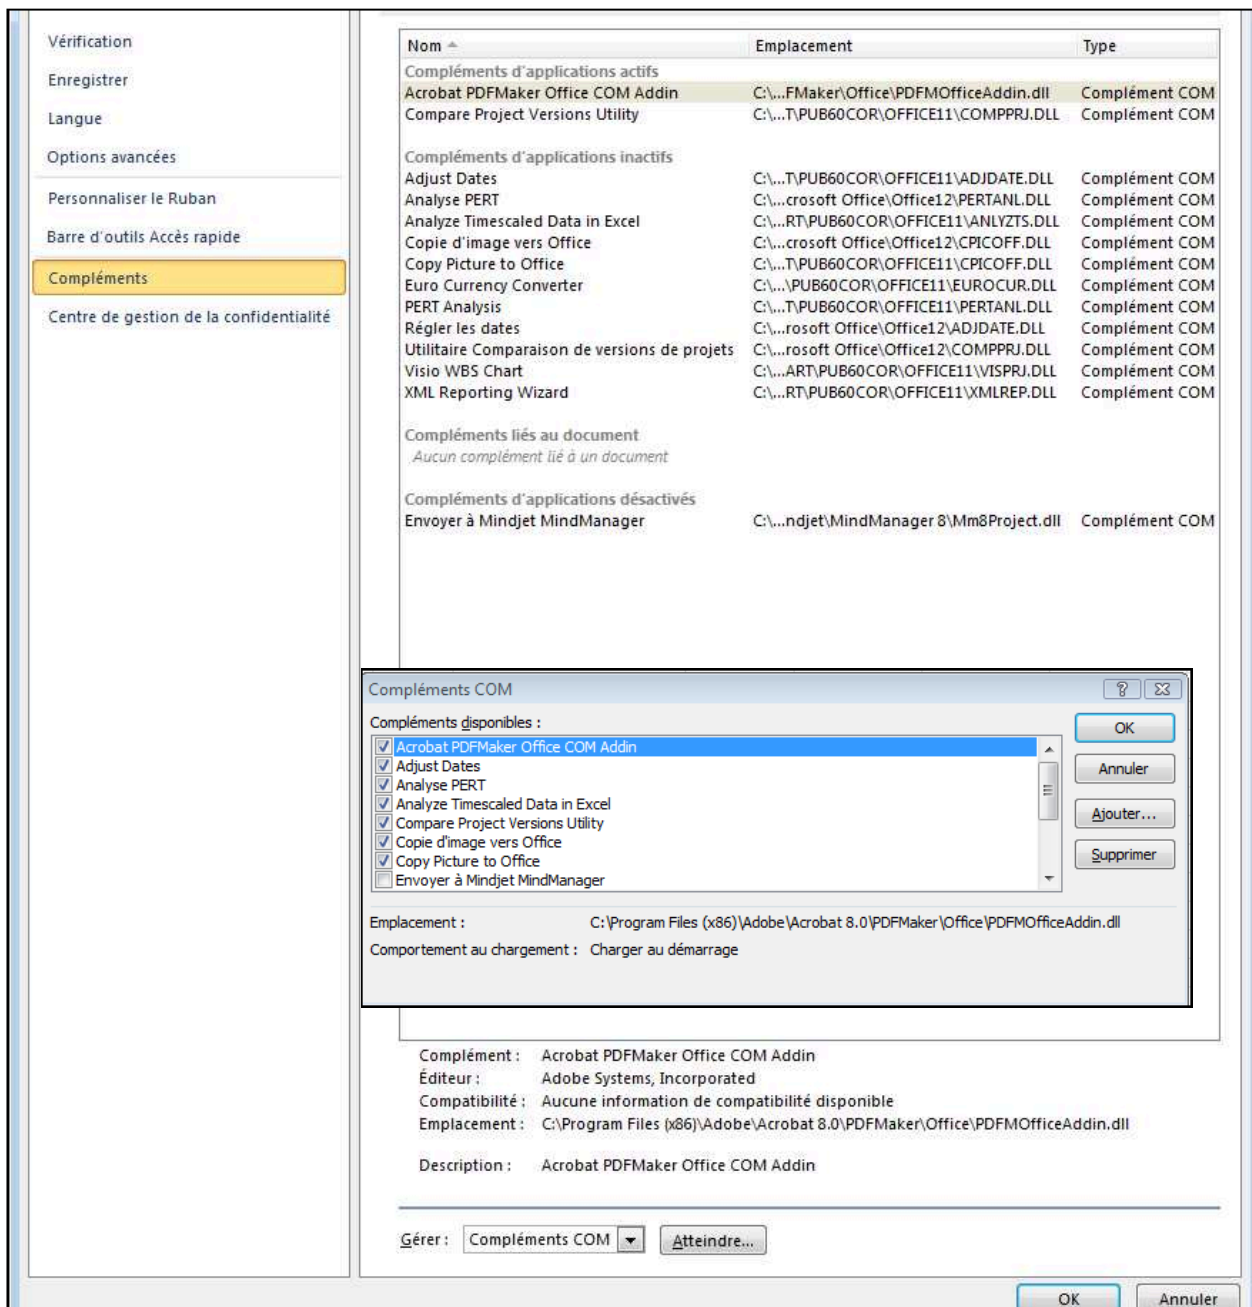 Vérification
Enregistrer
Langue
Options avancées
Personnaliser le Ruban
Barre d'outils Accès rapide
Compléments
Centre de gestion de la confidentialité
Nom Emplacement Type
Compléments d'applications actifs
Acrobat PDFMaker Office COM Addin C:\...FMaker\Office\PDFMOfficeAddin.dll Complément COM
Compare Project Versions Utility C:\...T\PUB60COR\OFFICE11\COMPPRJ.DLL Complément COM
Compléments d'applications inactifs
Adjust Dates C:\...T\PUB60COR\OFFICE11\ADJDATE.DLL Complément COM
Analyse PERT C:\...crosoft Office\Office12\PERTANL.DLL Complément COM
Analyze Timescaled Data in Excel C:\...RT\PUB60COR\OFFICE11\ANLYZTS.DLL Complément COM
Copie d'image vers Office C:\...crosoft Office\Office12\CPICOFF.DLL Complément COM
Copy Picture to Office C:\...T\PUB60COR\OFFICE11\CPICOFF.DLL Complément COM
Euro Currency Converter C:\...\PUB60COR\OFFICE11\EUROCUR.DLL Complément COM
PERT Analysis C:\...T\PUB60COR\OFFICE11\PERTANL.DLL Complément COM
Régler les dates C:\...rosoft Office\Office12\ADJDATE.DLL Complément COM
Utilitaire Comparaison de versions de projets C:\...rosoft Office\Office12\COMPPRJ.DLL Complément COM
Visio WBS Chart C:\...ART\PUB60COR\OFFICE11\VISPRJ.DLL Complément COM
XML Reporting Wizard C:\...RT\PUB60COR\OFFICE11\XMLREP.DLL Complément COM
Compléments liés au document
Aucun complément lié à un document
Compléments d'applications désactivés
Envoyer à Mindjet MindManager C:\...ndjet\MindManager 8\Mm8Project.dll Complément COM
Compléments COM
Compléments disponibles :
Acrobat PDFMaker Office COM Addin
Adjust Dates
Analyse PERT
Analyze Timescaled Data in Excel
Compare Project Versions Utility
Copie d'image vers Office
Copy Picture to Office
Envoyer à Mindjet MindManager
OK
Annuler
Ajouter...
Supprimer
Emplacement : C:\Program Files (x86)\Adobe\Acrobat 8.0\PDFMaker\Office\PDFMOfficeAddin.dll
Comportement au chargement : Charger au démarrage
Complément : Acrobat PDFMaker Office COM Addin
Éditeur : Adobe Systems, Incorporated
Compatibilité : Aucune information de compatibilité disponible
Emplacement : C:\Program Files (x86)\Adobe\Acrobat 8.0\PDFMaker\Office\PDFMOfficeAddin.dll
Description : Acrobat PDFMaker Office COM Addin
Gérer : Compléments COM Atteindre...
OK Annuler